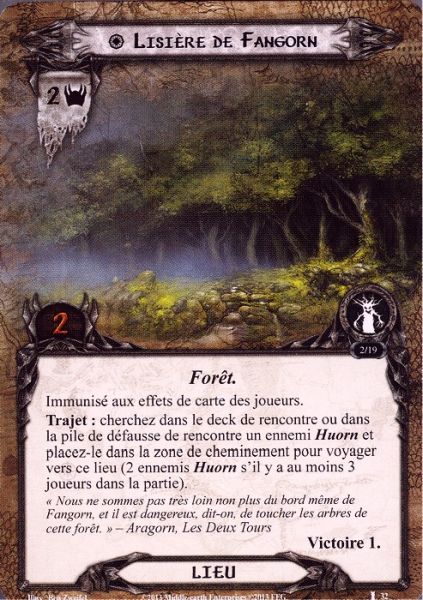 LISIÈRE DE FANGORN
2
2
2/19
Forêt.
Immunisé aux effets de carte des joueurs.
Trajet : cherchez dans le deck de rencontre ou dans
la pile de défausse de rencontre un ennemi Huorn et
placez-le dans la zone de cheminement pour voyager
vers ce lieu (2 ennemis Huorn s’il y a au moins 3
joueurs dans la partie).
« Nous ne sommes pas très loin non plus du bord même de
Fangorn, et il est dangereux, dit-on, de toucher les arbres de
cette forêt. » – Aragorn, Les Deux Tours
Victoire 1.
LIEU
Illus. Ben Zweifel ©2013 Middle-earth Enterprises ©2013 FFG 32